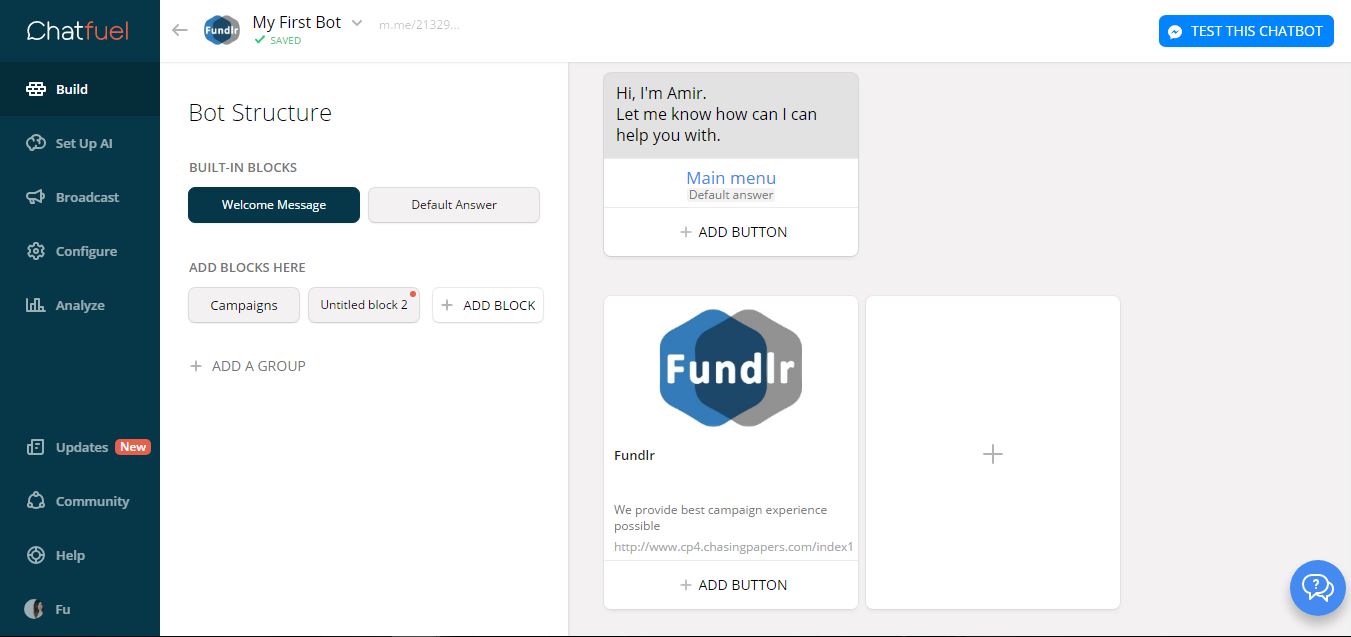 Chatfuel
Build
Set Up AI
Broadcast
Configure
Analyze
Updates New
Community
Help
Fu
Fundlr
My First Bot
m.me/21329...
SAVED
TEST THIS CHATBOT
Bot Structure
BUILT-IN BLOCKS
Welcome Message
Default Answer
ADD BLOCKS HERE
Campaigns
Untitled block 2
+ ADD BLOCK
+ ADD A GROUP
Hi, I'm Amir.
Let me know how can I can
help you with.
Main menu
Default answer
+ ADD BUTTON
Fundlr
Fundlr
We provide best campaign experience
possible
http://www.cp4.chasingpapers.com/index1
+ ADD BUTTON
+
?